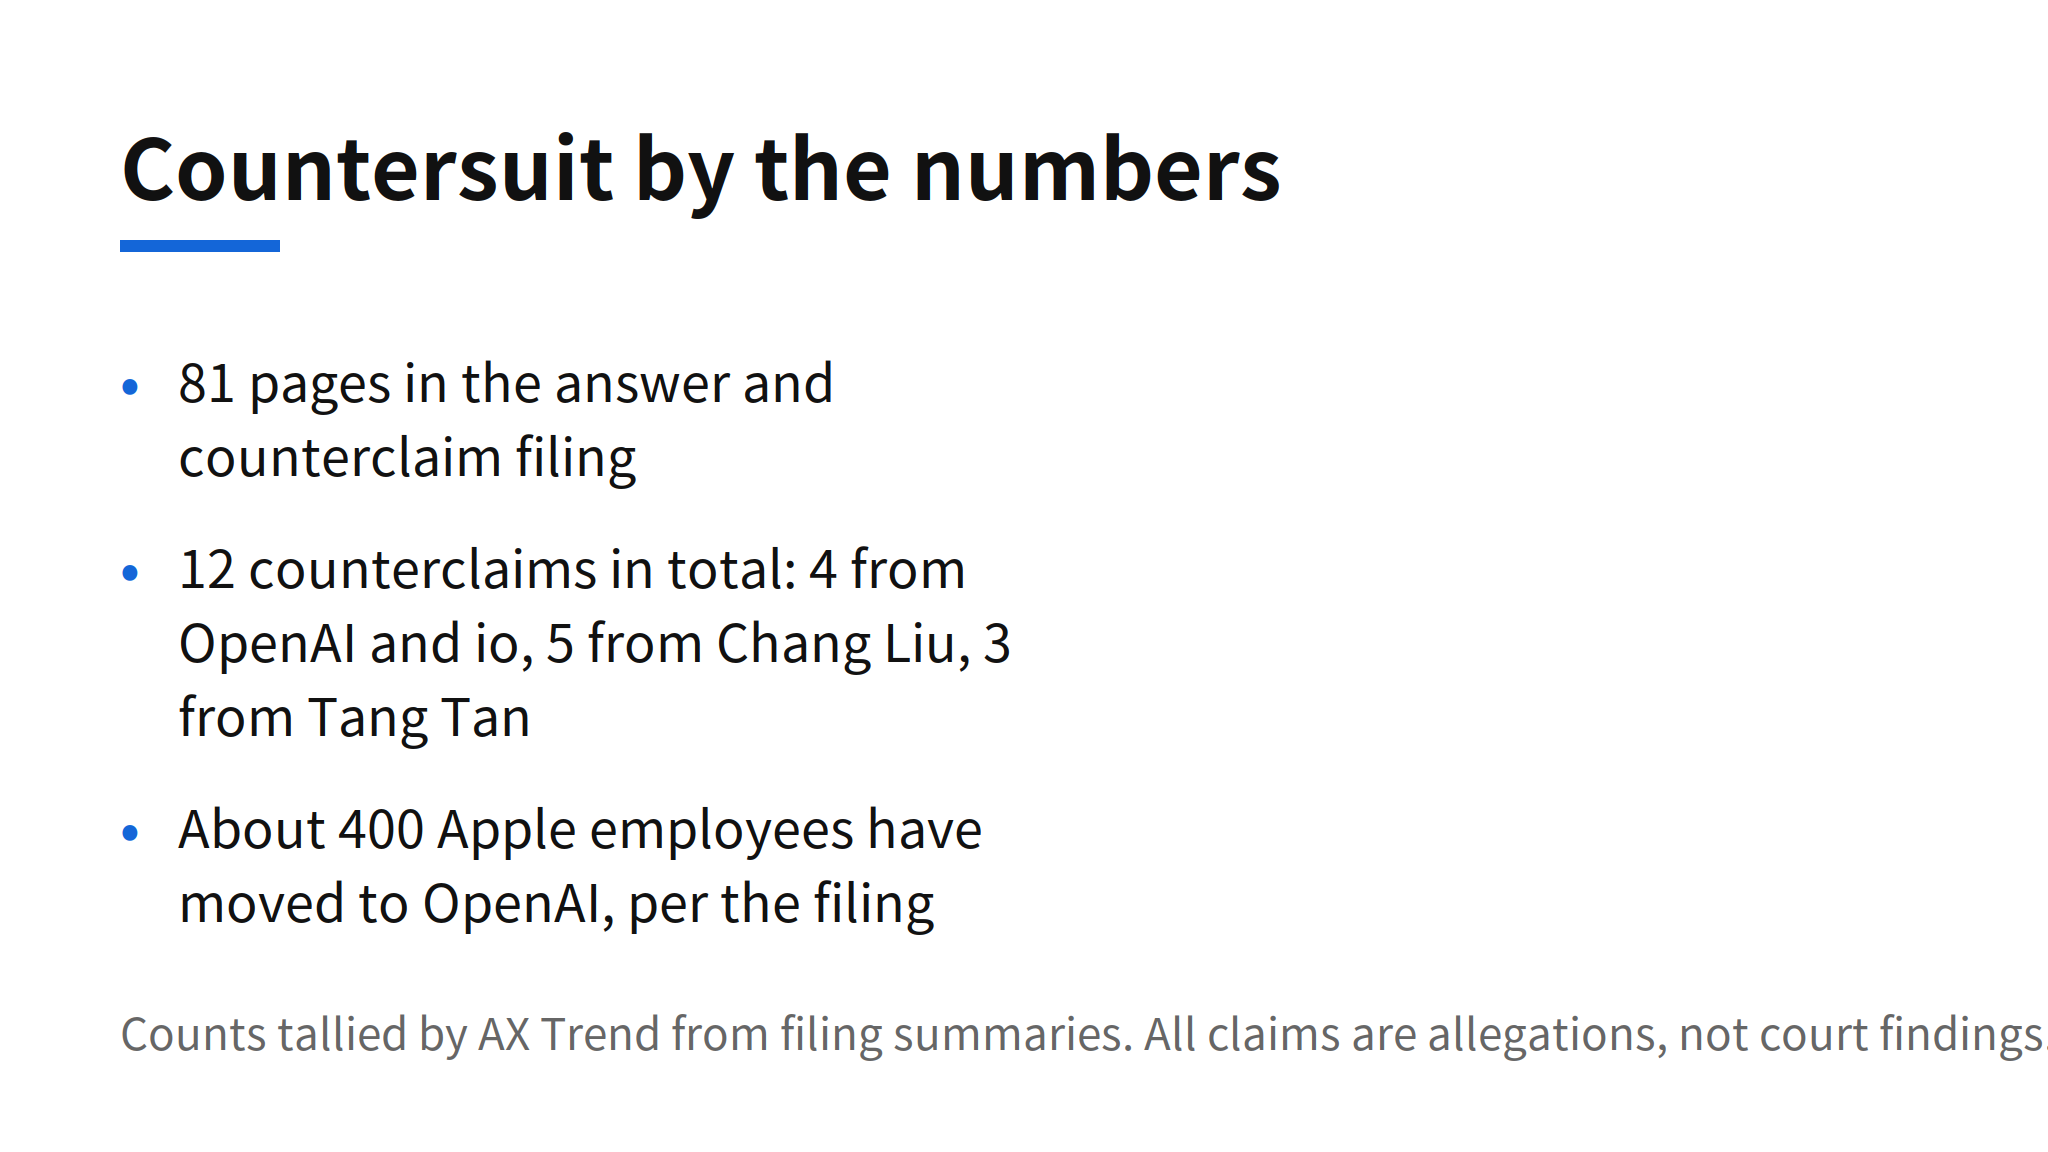 Countersuit by the numbers
• 81 pages in the answer and
counterclaim filing
• 12 counterclaims in total: 4 from
OpenAI and io, 5 from Chang Liu, 3
from Tang Tan
• About 400 Apple employees have
moved to OpenAI, per the filing
Counts tallied by AX Trend from filing summaries. All claims are allegations, not court findings.